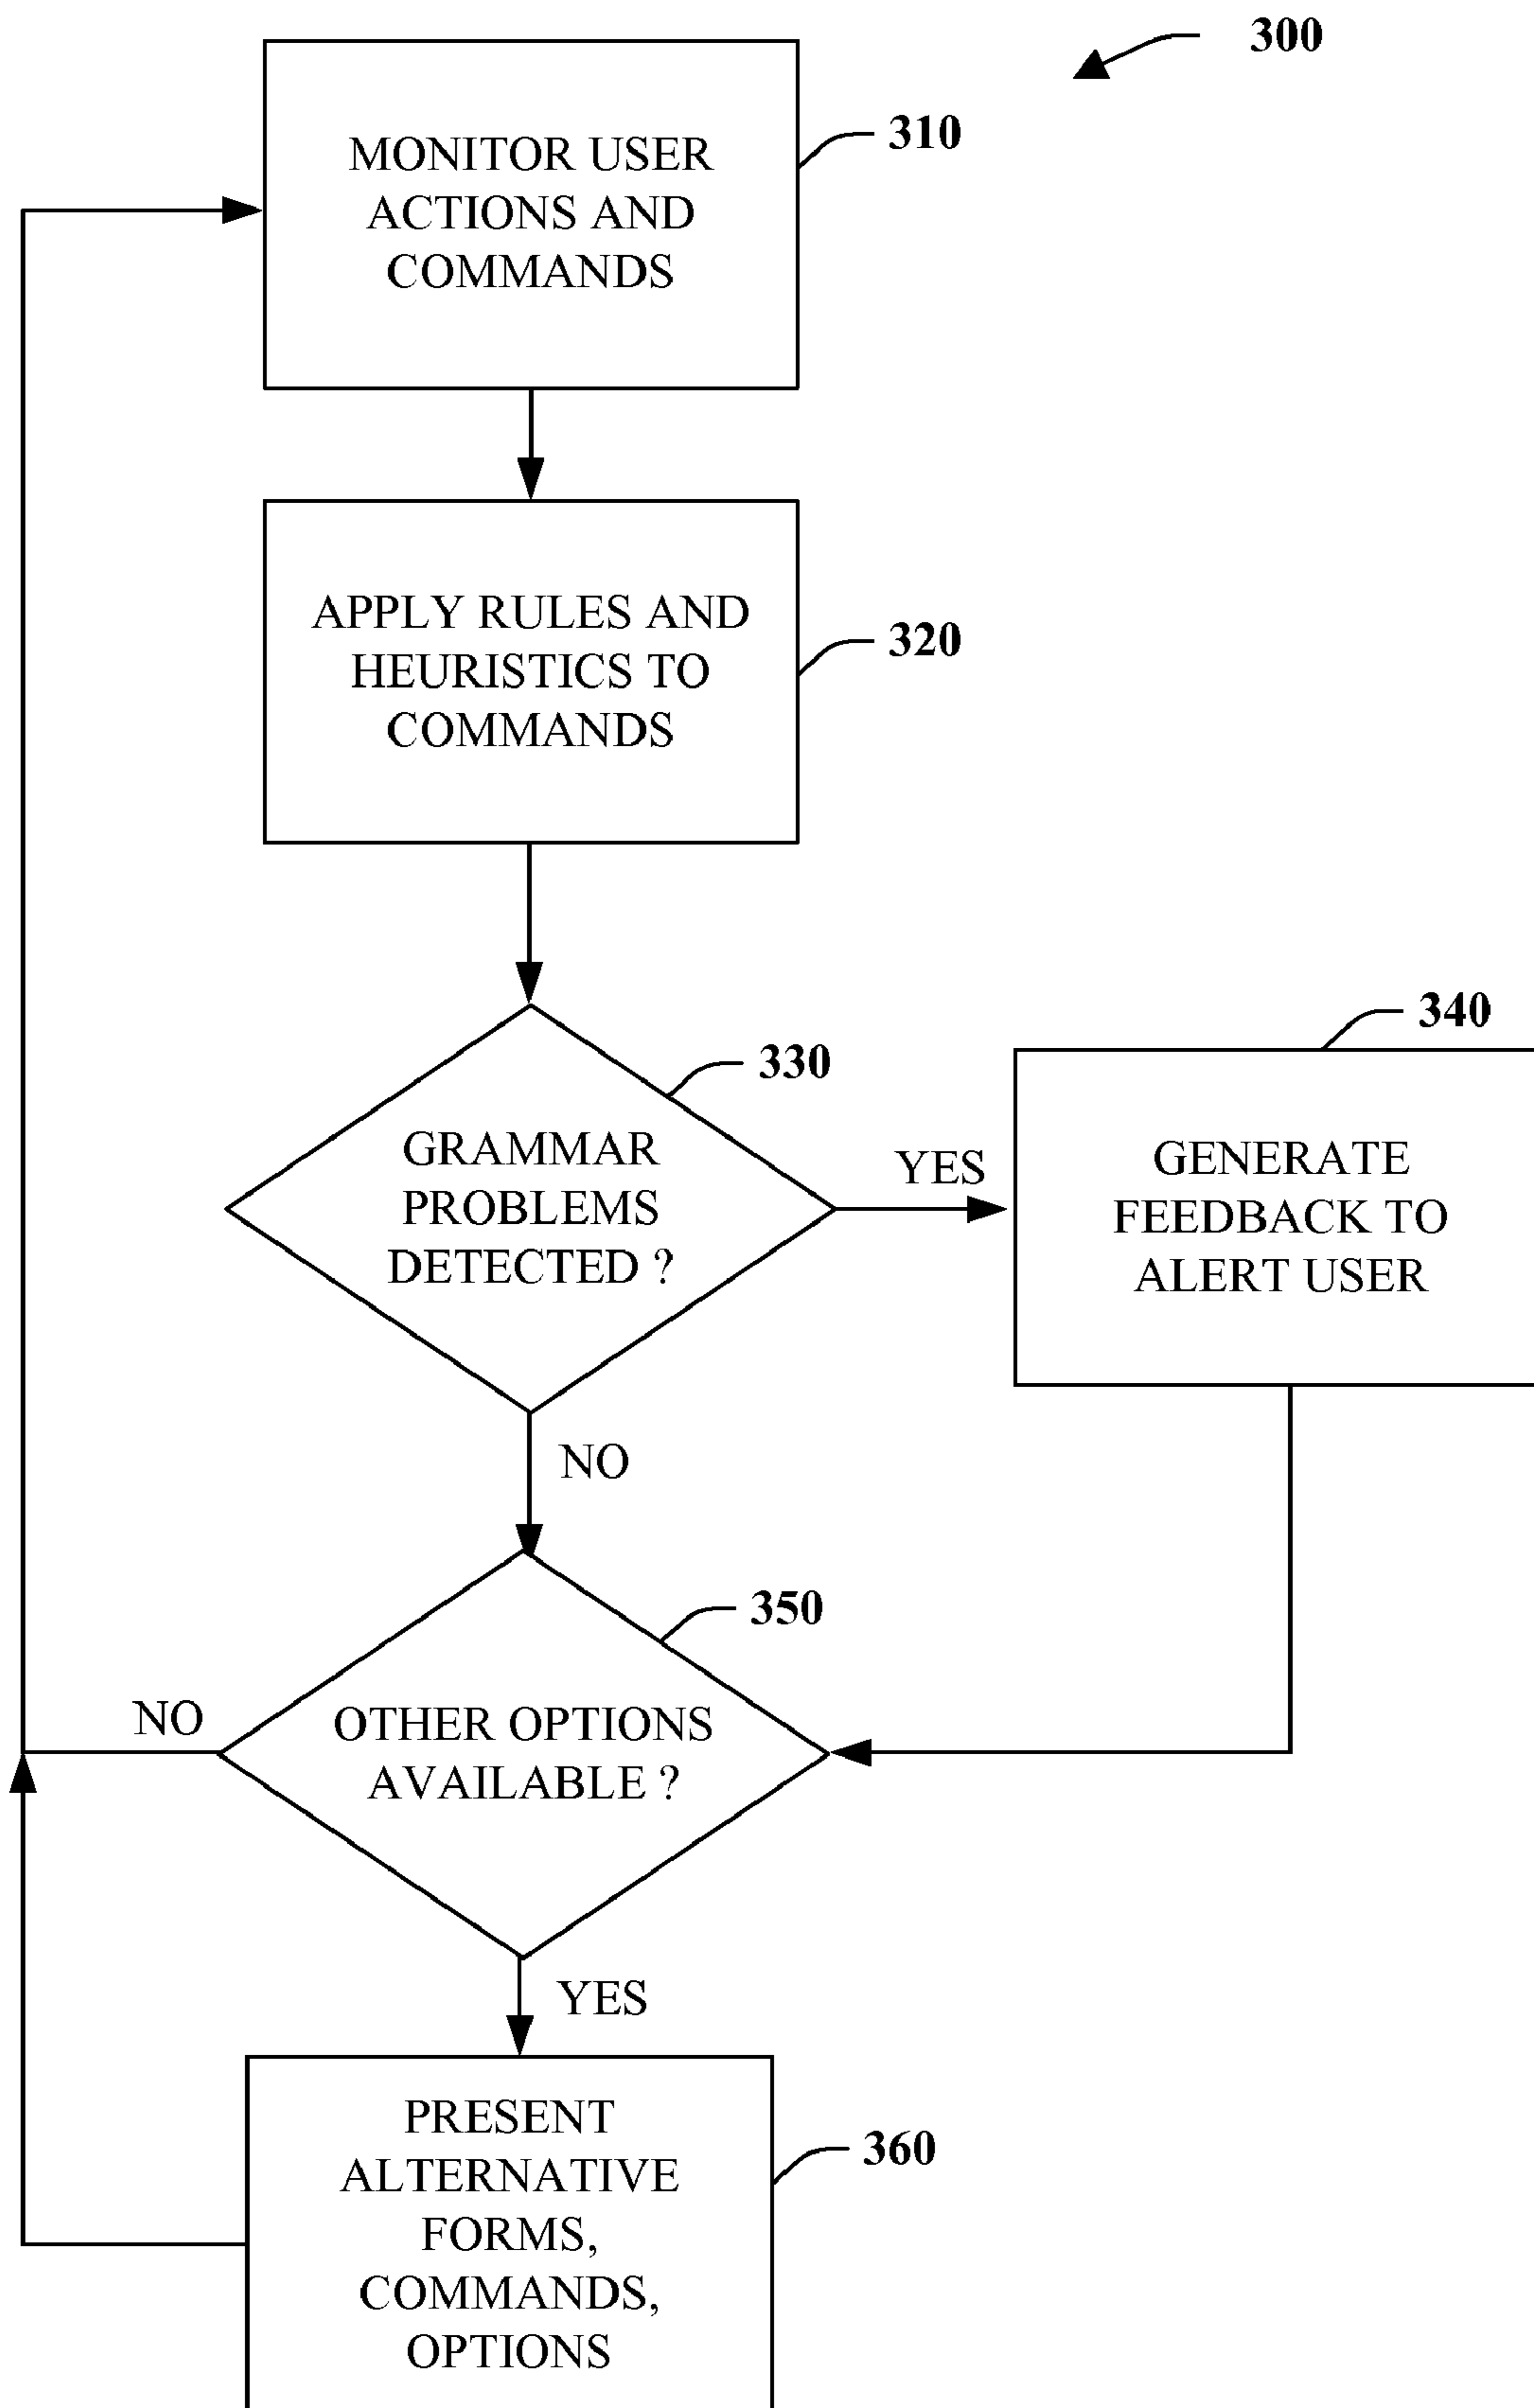 300
MONITOR USER
ACTIONS AND
COMMANDS
310
APPLY RULES AND
HEURISTICS TO
COMMANDS
320
GRAMMAR
PROBLEMS
DETECTED ?
330
YES
GENERATE
FEEDBACK TO
ALERT USER
340
NO
OTHER OPTIONS
AVAILABLE ?
350
NO
YES
PRESENT
ALTERNATIVE
FORMS,
COMMANDS,
OPTIONS
360